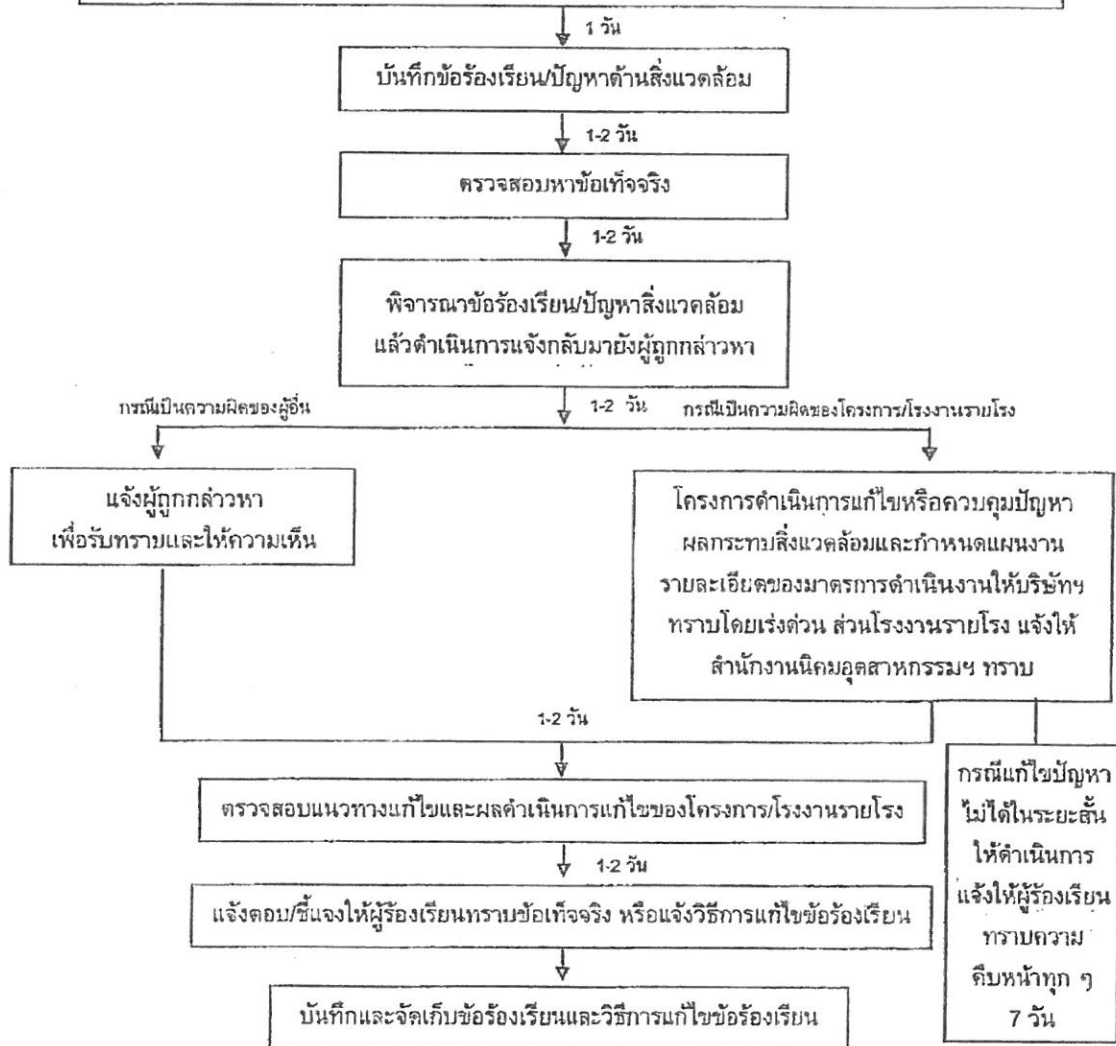 1 วัน
บันทึกข้อร้องเรียน/ปัญหาด้านสิ่งแวดล้อม
1-2 วัน
ตรวจสอบหาข้อเท็จจริง
1-2 วัน
พิจารณาข้อร้องเรียน/ปัญหาสิ่งแวดล้อม
แล้วดำเนินการแจ้งกลับมายังผู้ถูกกล่าวหา
1-2 วัน
กรณีเป็นความผิดของผู้อื่น
กรณีเป็นความผิดของโครงการ/โรงงานรายโรง
แจ้งผู้ถูกกล่าวหา
เพื่อรับทราบและให้ความเห็น
โครงการดำเนินการแก้ไขหรือควบคุมปัญหา
ผลกระทบสิ่งแวดล้อมและกำหนดแผนงาน
รายละเอียดของมาตรการดำเนินงานให้บริษัทฯ
ทราบโดยเร่งด่วน ส่วนโรงงานรายโรง แจ้งให้
สำนักงานนิคมอุตสาหกรรมฯ ทราบ
1-2 วัน
ตรวจสอบแนวทางแก้ไขและผลดำเนินการแก้ไขของโครงการ/โรงงานรายโรง
1-2 วัน
แจ้งตอบ/ชี้แจงให้ผู้ร้องเรียนทราบข้อเท็จจริง หรือแจ้งวิธีการแก้ไขข้อร้องเรียน
บันทึกและจัดเก็บข้อร้องเรียนและวิธีการแก้ไขข้อร้องเรียน
กรณีแก้ไขปัญหา
ไม่ได้ในระยะสั้น
ให้ดำเนินการ
แจ้งให้ผู้ร้องเรียน
ทราบความ
คืบหน้าทุก ๆ
7 วัน